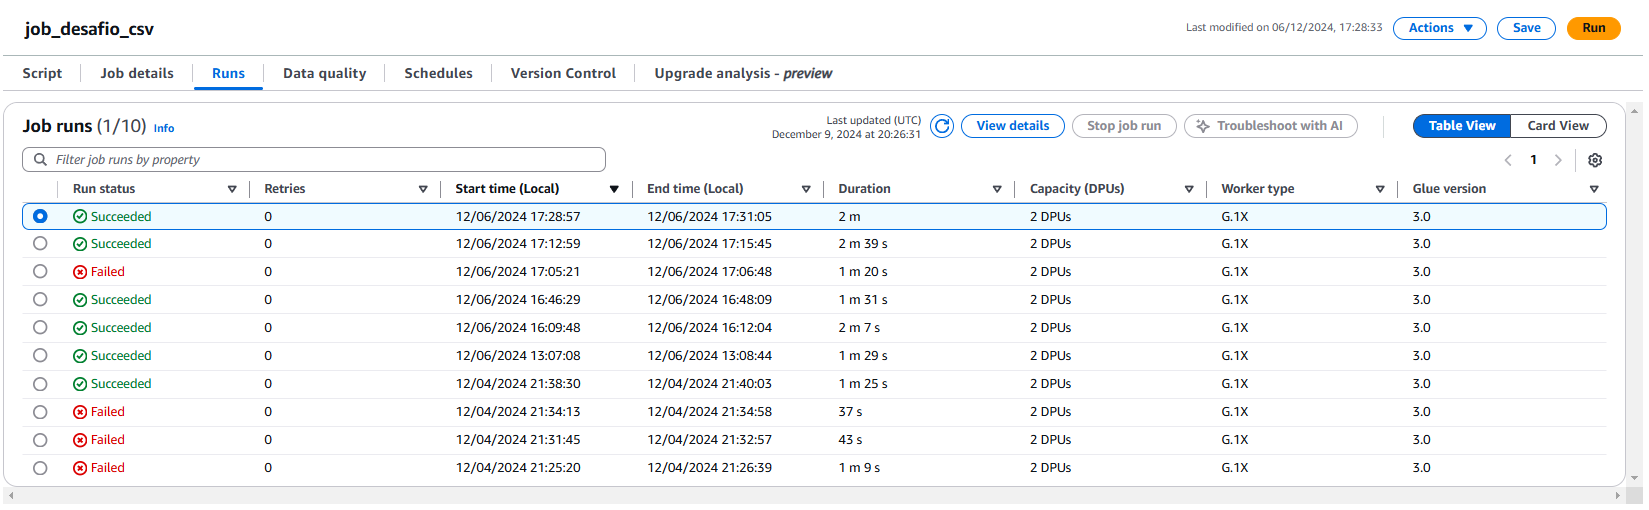 job_desafio_csv
Last modified on 06/12/2024, 17:28:33 Actions Save Run
Script Job details Runs Data quality Schedules Version Control Upgrade analysis - preview
Job runs (1/10) Info
Last updated (UTC)
December 9, 2024 at 20:26:31
View details Stop job run Troubleshoot with AI Table View Card View
Filter job runs by property
1
Run status Retries Start time (Local) End time (Local) Duration Capacity (DPUs) Worker type Glue version
Succeeded 0 12/06/2024 17:28:57 12/06/2024 17:31:05 2 m 2 DPUs G.1X 3.0
Succeeded 0 12/06/2024 17:12:59 12/06/2024 17:15:45 2 m 39 s 2 DPUs G.1X 3.0
Failed 0 12/06/2024 17:05:21 12/06/2024 17:06:48 1 m 20 s 2 DPUs G.1X 3.0
Succeeded 0 12/06/2024 16:46:29 12/06/2024 16:48:09 1 m 31 s 2 DPUs G.1X 3.0
Succeeded 0 12/06/2024 16:09:48 12/06/2024 16:12:04 2 m 7 s 2 DPUs G.1X 3.0
Succeeded 0 12/06/2024 13:07:08 12/06/2024 13:08:44 1 m 29 s 2 DPUs G.1X 3.0
Succeeded 0 12/04/2024 21:38:30 12/04/2024 21:40:03 1 m 25 s 2 DPUs G.1X 3.0
Failed 0 12/04/2024 21:34:13 12/04/2024 21:34:58 37 s 2 DPUs G.1X 3.0
Failed 0 12/04/2024 21:31:45 12/04/2024 21:32:57 43 s 2 DPUs G.1X 3.0
Failed 0 12/04/2024 21:25:20 12/04/2024 21:26:39 1 m 9 s 2 DPUs G.1X 3.0